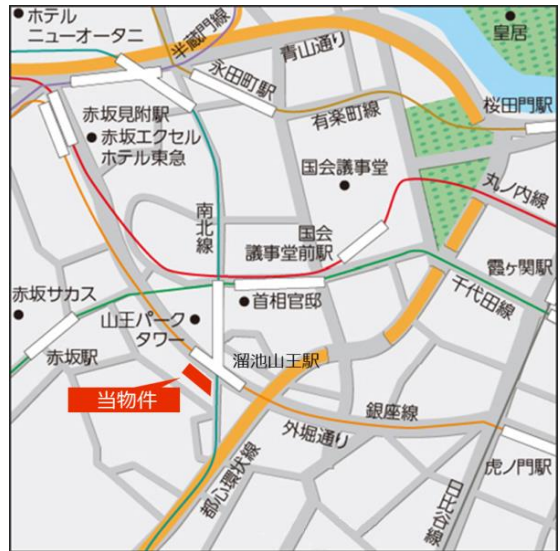 ホテル
ニューオータニ
半蔵門線
青山通り
皇居
永田町駅
有楽町線
桜田門駅
赤坂見附駅
赤坂エクセル
ホテル東急
国会議事堂
丸ノ内線
南北線
国会
議事堂前駅
霞ヶ関駅
千代田線
赤坂サカス
首相官邸
山王パーク
タワー
赤坂駅
溜池山王駅
当物件
銀座線
外堀通り
虎ノ門駅
都心環状線
日比谷線